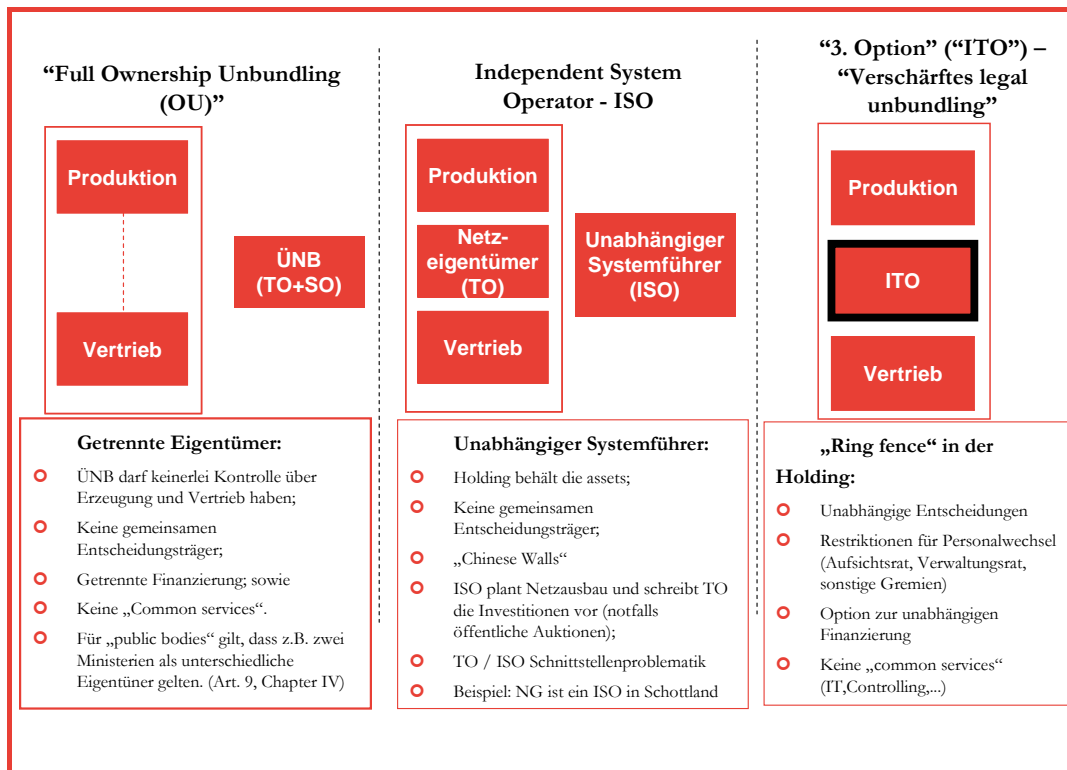 “Full Ownership Unbundling
(OU)”
Produktion
ÜNB
(TO+SO)
Vertrieb
Getrennte Eigentümer:
ÜNB darf keinerlei Kontrolle über
Erzeugung und Vertrieb haben;
Keine gemeinsamen
Entscheidungsträger;
Getrennte Finanzierung; sowie
Keine „Common services“.
Für „public bodies“ gilt, dass z.B. zwei
Ministerien als unterschiedliche
Eigentüner gelten. (Art. 9, Chapter IV)
Independent System
Operator - ISO
Produktion
Netz-
eigentümer
(TO)
Unabhängiger
Systemführer
(ISO)
Vertrieb
Unabhängiger Systemführer:
Holding behält die assets;
Keine gemeinsamen
Entscheidungsträger;
„Chinese Walls“
ISO plant Netzausbau und schreibt TO
die Investitionen vor (notfalls
öffentliche Auktionen);
TO / ISO Schnittstellenproblematik
Beispiel: NG ist ein ISO in Schottland
“3. Option” (“ITO”) –
“Verschärftes legal
unbundling”
Produktion
ITO
Vertrieb
„Ring fence“ in der
Holding:
Unabhängige Entscheidungen
Restriktionen für Personalwechsel
(Aufsichtsrat, Verwaltungsrat,
sonstige Gremien)
Option zur unabhängigen
Finanzierung
Keine „common services“
(IT,Controlling,...)